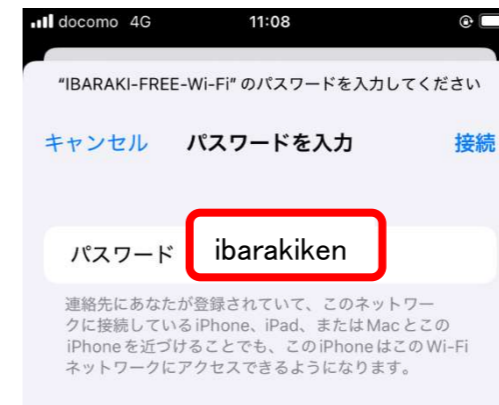 docomo 4G 11:08
“IBARAKI-FREE-Wi-Fi” のパスワードを入力してください
キャンセル パスワードを入力 接続
パスワード ibarakiken
連絡先にあなたが登録されていて、このネットワー
クに接続しているiPhone、iPad、またはMacとこの
iPhoneを近づけることでも、このiPhoneはこのWi-Fi
ネットワークにアクセスできるようになります。